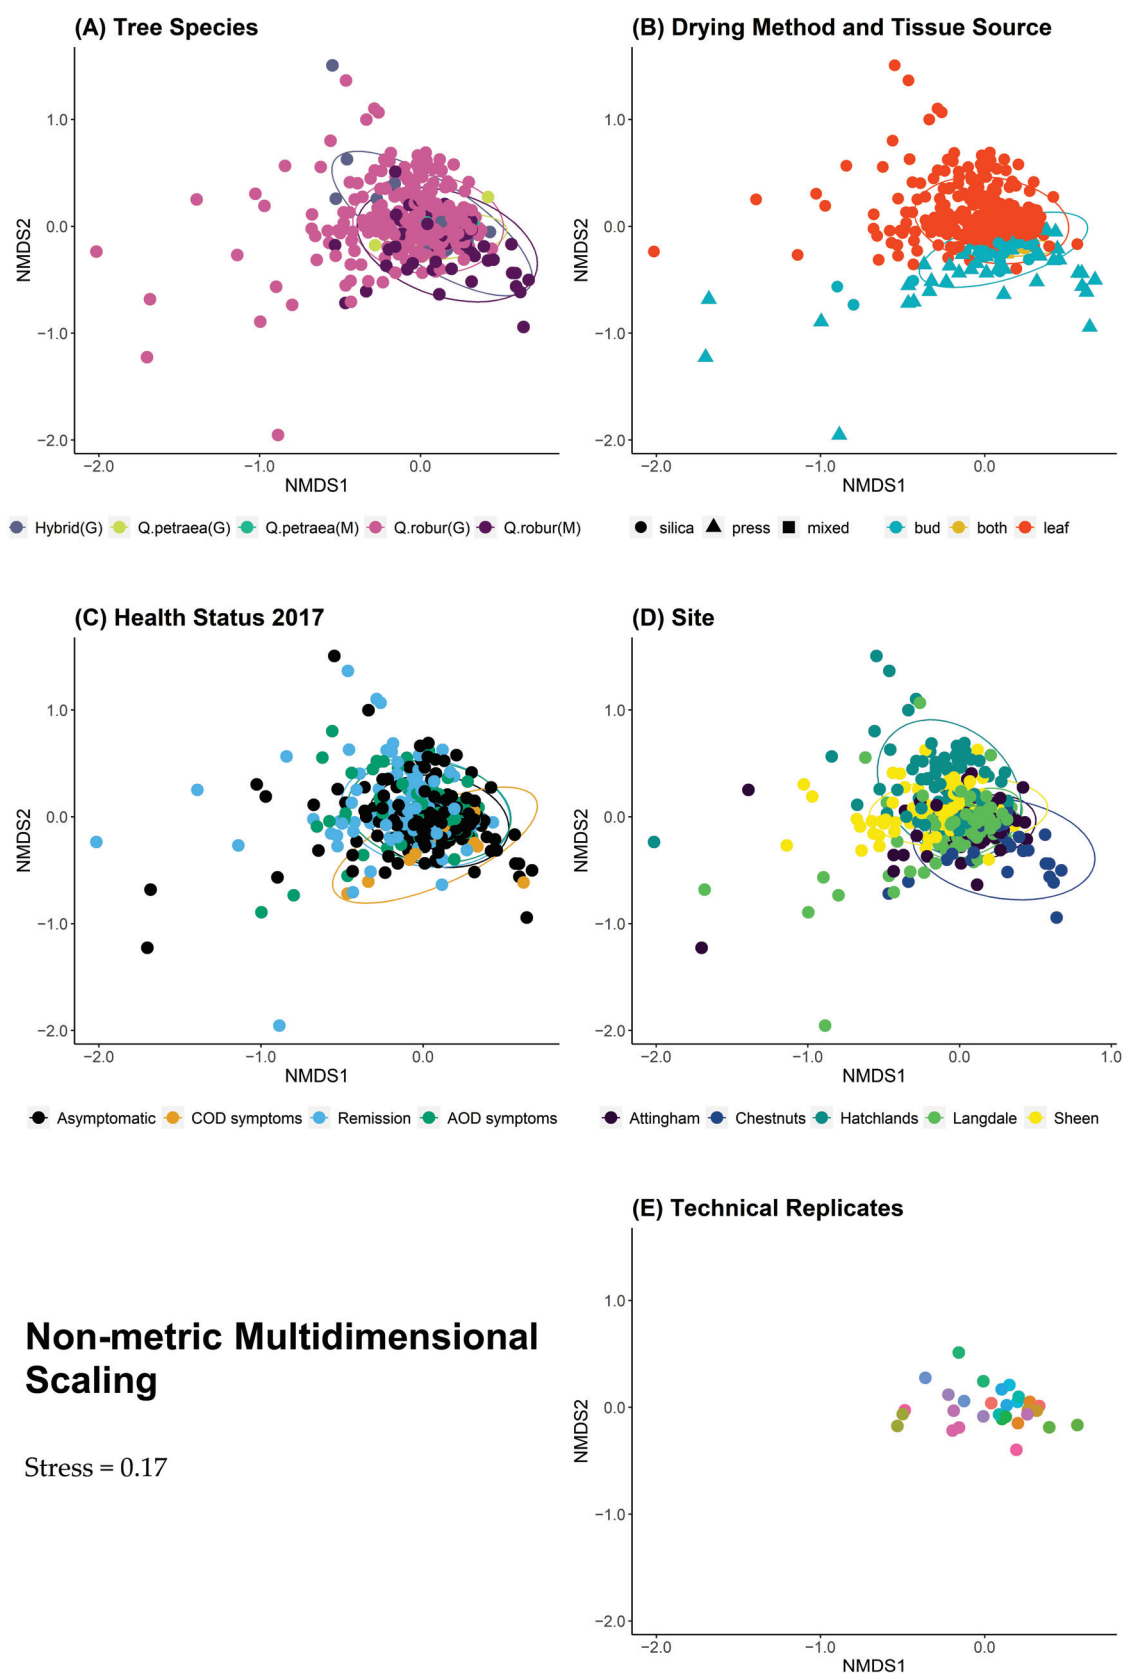 (A) Tree Species
NMDS2
1.0
0.0
−1.0
−2.0
−2.0 −1.0 0.0
NMDS1
Hybrid(G) Q.petraea(G) Q.petraea(M) Q.robur(G) Q.robur(M)
(B) Drying Method and Tissue Source
NMDS2
1.0
0.0
−1.0
−2.0
−2.0 −1.0 0.0
NMDS1
silica press mixed bud both leaf
(C) Health Status 2017
NMDS2
1.0
0.0
−1.0
−2.0
−2.0 −1.0 0.0
NMDS1
Asymptomatic COD symptoms Remission AOD symptoms
(D) Site
NMDS2
1.0
0.0
−1.0
−2.0
−2.0 −1.0 0.0 1.0
NMDS1
Attingham Chestnuts Hatchlands Langdale Sheen
Non-metric Multidimensional
Scaling
Stress = 0.17
(E) Technical Replicates
NMDS2
1.0
0.0
−1.0
−2.0
−2.0 −1.0 0.0
NMDS1